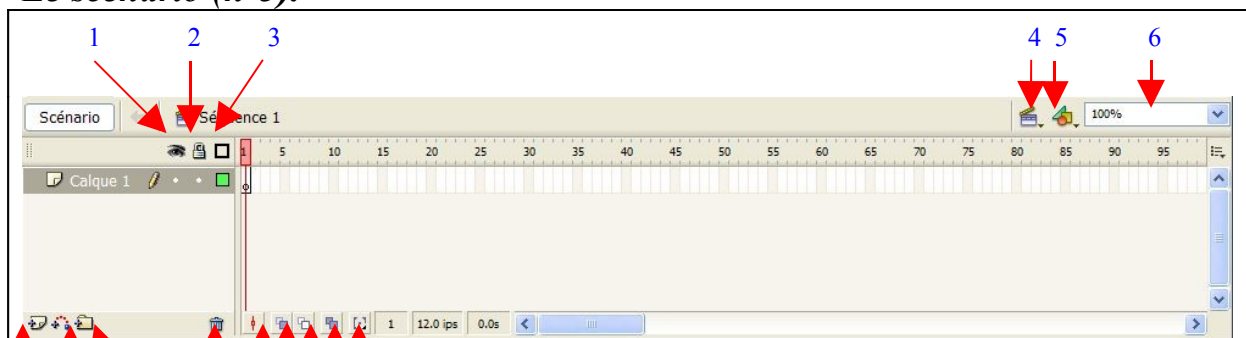 Le scénario (n°3):
1 2 3 4 5 6
Scénario Séquence 1 100%
1 5 10 15 20 25 30 35 40 45 50 55 60 65 70 75 80 85 90 95
Calque 1
1 12.0 ips 0.0s